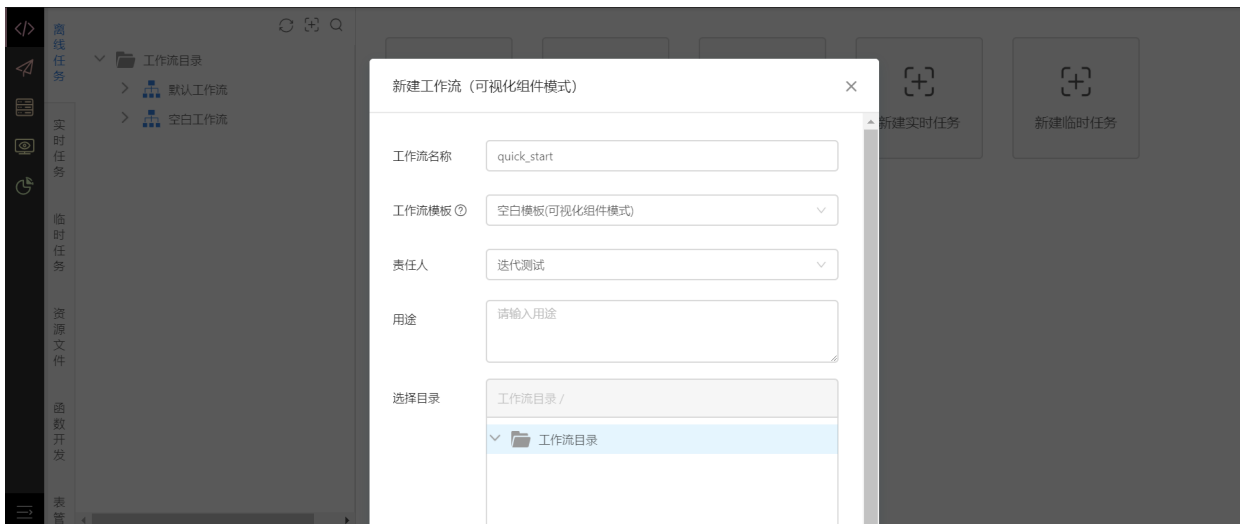 离线任务
实时任务
临时任务
资源文件
函数开发
表管
工作流目录
默认工作流
空白工作流
新建实时任务
新建临时任务
新建工作流（可视化组件模式）
工作流名称
quick_start
工作流模板
空白模板(可视化组件模式)
责任人
迭代测试
用途
请输入用途
选择目录
工作流目录 /
工作流目录